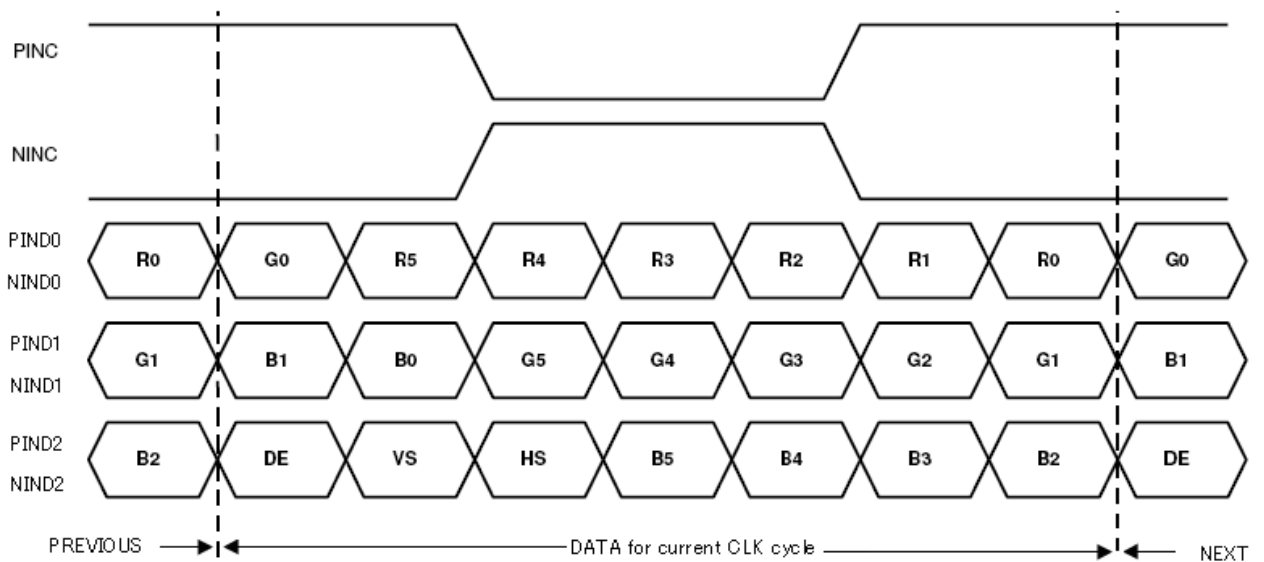 PINC
NINC
PIND0
NIND0
R0 G0 R5 R4 R3 R2 R1 R0 G0
PIND1
NIND1
G1 B1 B0 G5 G4 G3 G2 G1 B1
PIND2
NIND2
B2 DE VS HS B5 B4 B3 B2 DE
PREVIOUS DATA for current CLK cycle NEXT